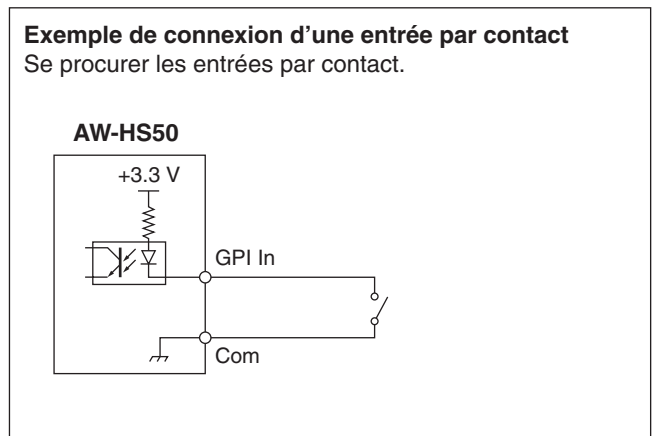 Exemple de connexion d’une entrée par contact
Se procurer les entrées par contact.
AW-HS50
+3.3 V
GPI In
Com